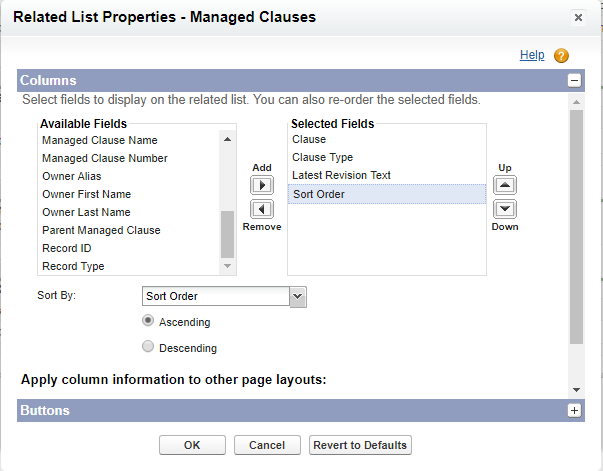 Related List Properties - Managed Clauses
Help
Columns
Select fields to display on the related list. You can also re-order the selected fields.
Available Fields
Managed Clause Name
Managed Clause Number
Owner Alias
Owner First Name
Owner Last Name
Parent Managed Clause
Record ID
Record Type
Add
Remove
Selected Fields
Clause
Clause Type
Latest Revision Text
Sort Order
Up
Down
Sort By:
Sort Order
Ascending
Descending
Apply column information to other page layouts:
Buttons
OK
Cancel
Revert to Defaults